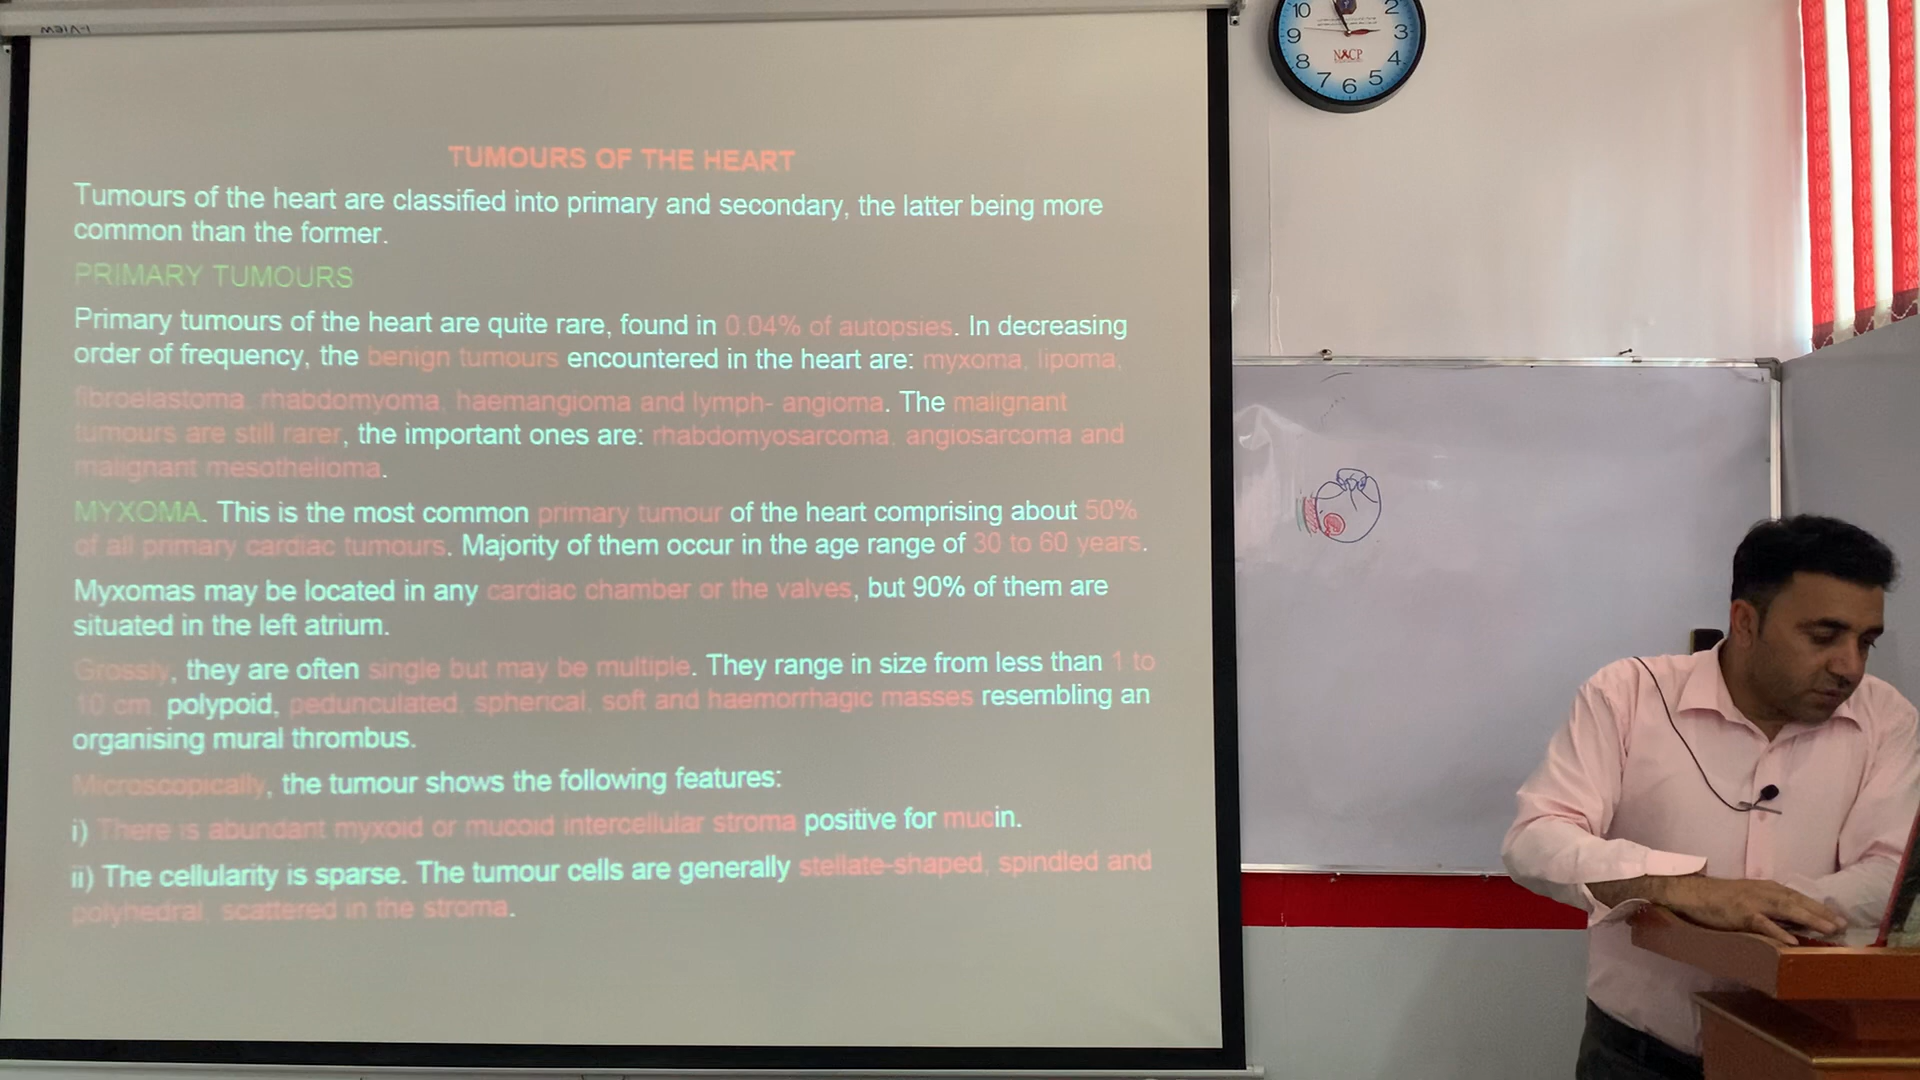 I-VIEW
TUMOURS OF THE HEART
Tumours of the heart are classified into primary and secondary, the latter being more
common than the former.
PRIMARY TUMOURS
Primary tumours of the heart are quite rare, found in 0.04% of autopsies. In decreasing
order of frequency, the benign tumours encountered in the heart are: myxoma, lipoma,
fibroelastoma, rhabdomyoma, haemangioma and lymph- angioma. The malignant
tumours are still rarer, the important ones are: rhabdomyosarcoma, angiosarcoma and
malignant mesothelioma.
MYXOMA. This is the most common primary tumour of the heart comprising about 50%
of all primary cardiac tumours. Majority of them occur in the age range of 30 to 60 years.
Myxomas may be located in any cardiac chamber or the valves, but 90% of them are
situated in the left atrium.
Grossly, they are often single but may be multiple. They range in size from less than 1 to
10 cm, polypoid, pedunculated, spherical, soft and haemorrhagic masses resembling an
organising mural thrombus.
Microscopically, the tumour shows the following features:
i) There is abundant myxoid or mucoid intercellular stroma positive for mucin.
ii) The cellularity is sparse. The tumour cells are generally stellate-shaped, spindled and
polyhedral, scattered in the stroma.
10 2
9 3
NACP
8 4
7 6 5